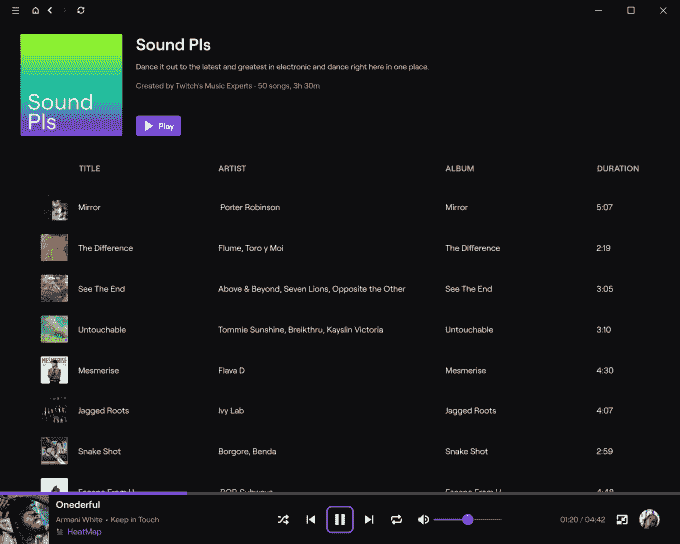 Sound Pls
Sound
Pls
Dance it out to the latest and greatest in electronic and dance right here in one place.
Created by Twitch's Music Experts · 50 songs, 3h 30m
Play
TITLE ARTIST ALBUM DURATION
Mirror Porter Robinson Mirror 5:07
The Difference Flume, Toro y Moi The Difference 2:19
See The End Above & Beyond, Seven Lions, Opposite the Other See The End 3:05
Untouchable Tommie Sunshine, Breikthru, Kayslin Victoria Untouchable 3:10
Mesmerise Flava D Mesmerise 4:30
Jagged Roots Ivy Lab Jagged Roots 4:07
Snake Shot Borgore, Benda Snake Shot 2:59
Onederful
Armani White • Keep in Touch
HeatMap
01:20 / 04:42